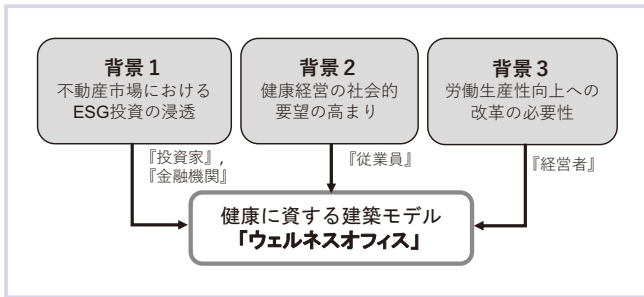 背景1
不動産市場における
ESG投資の浸透
背景2
健康経営の社会的
要望の高まり
背景3
労働生産性向上への
改革の必要性
『投資家』,
『金融機関』
『従業員』
『経営者』
健康に資する建築モデル
「ウェルネスオフィス」